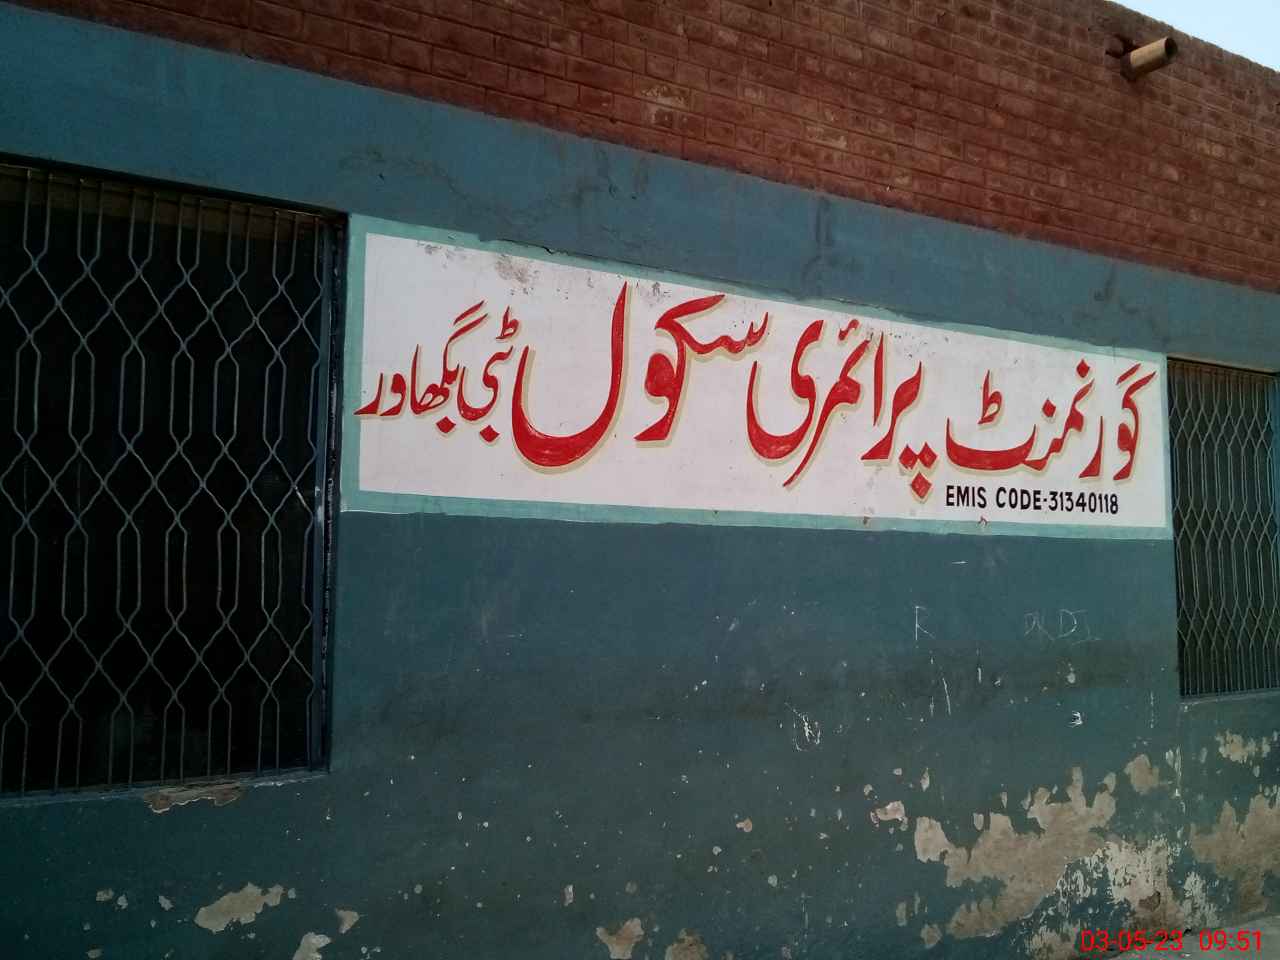 گورنمنٹ پرائمری سکول ٹبی بگھاور
EMIS CODE-31340118
03-05-23 09:51